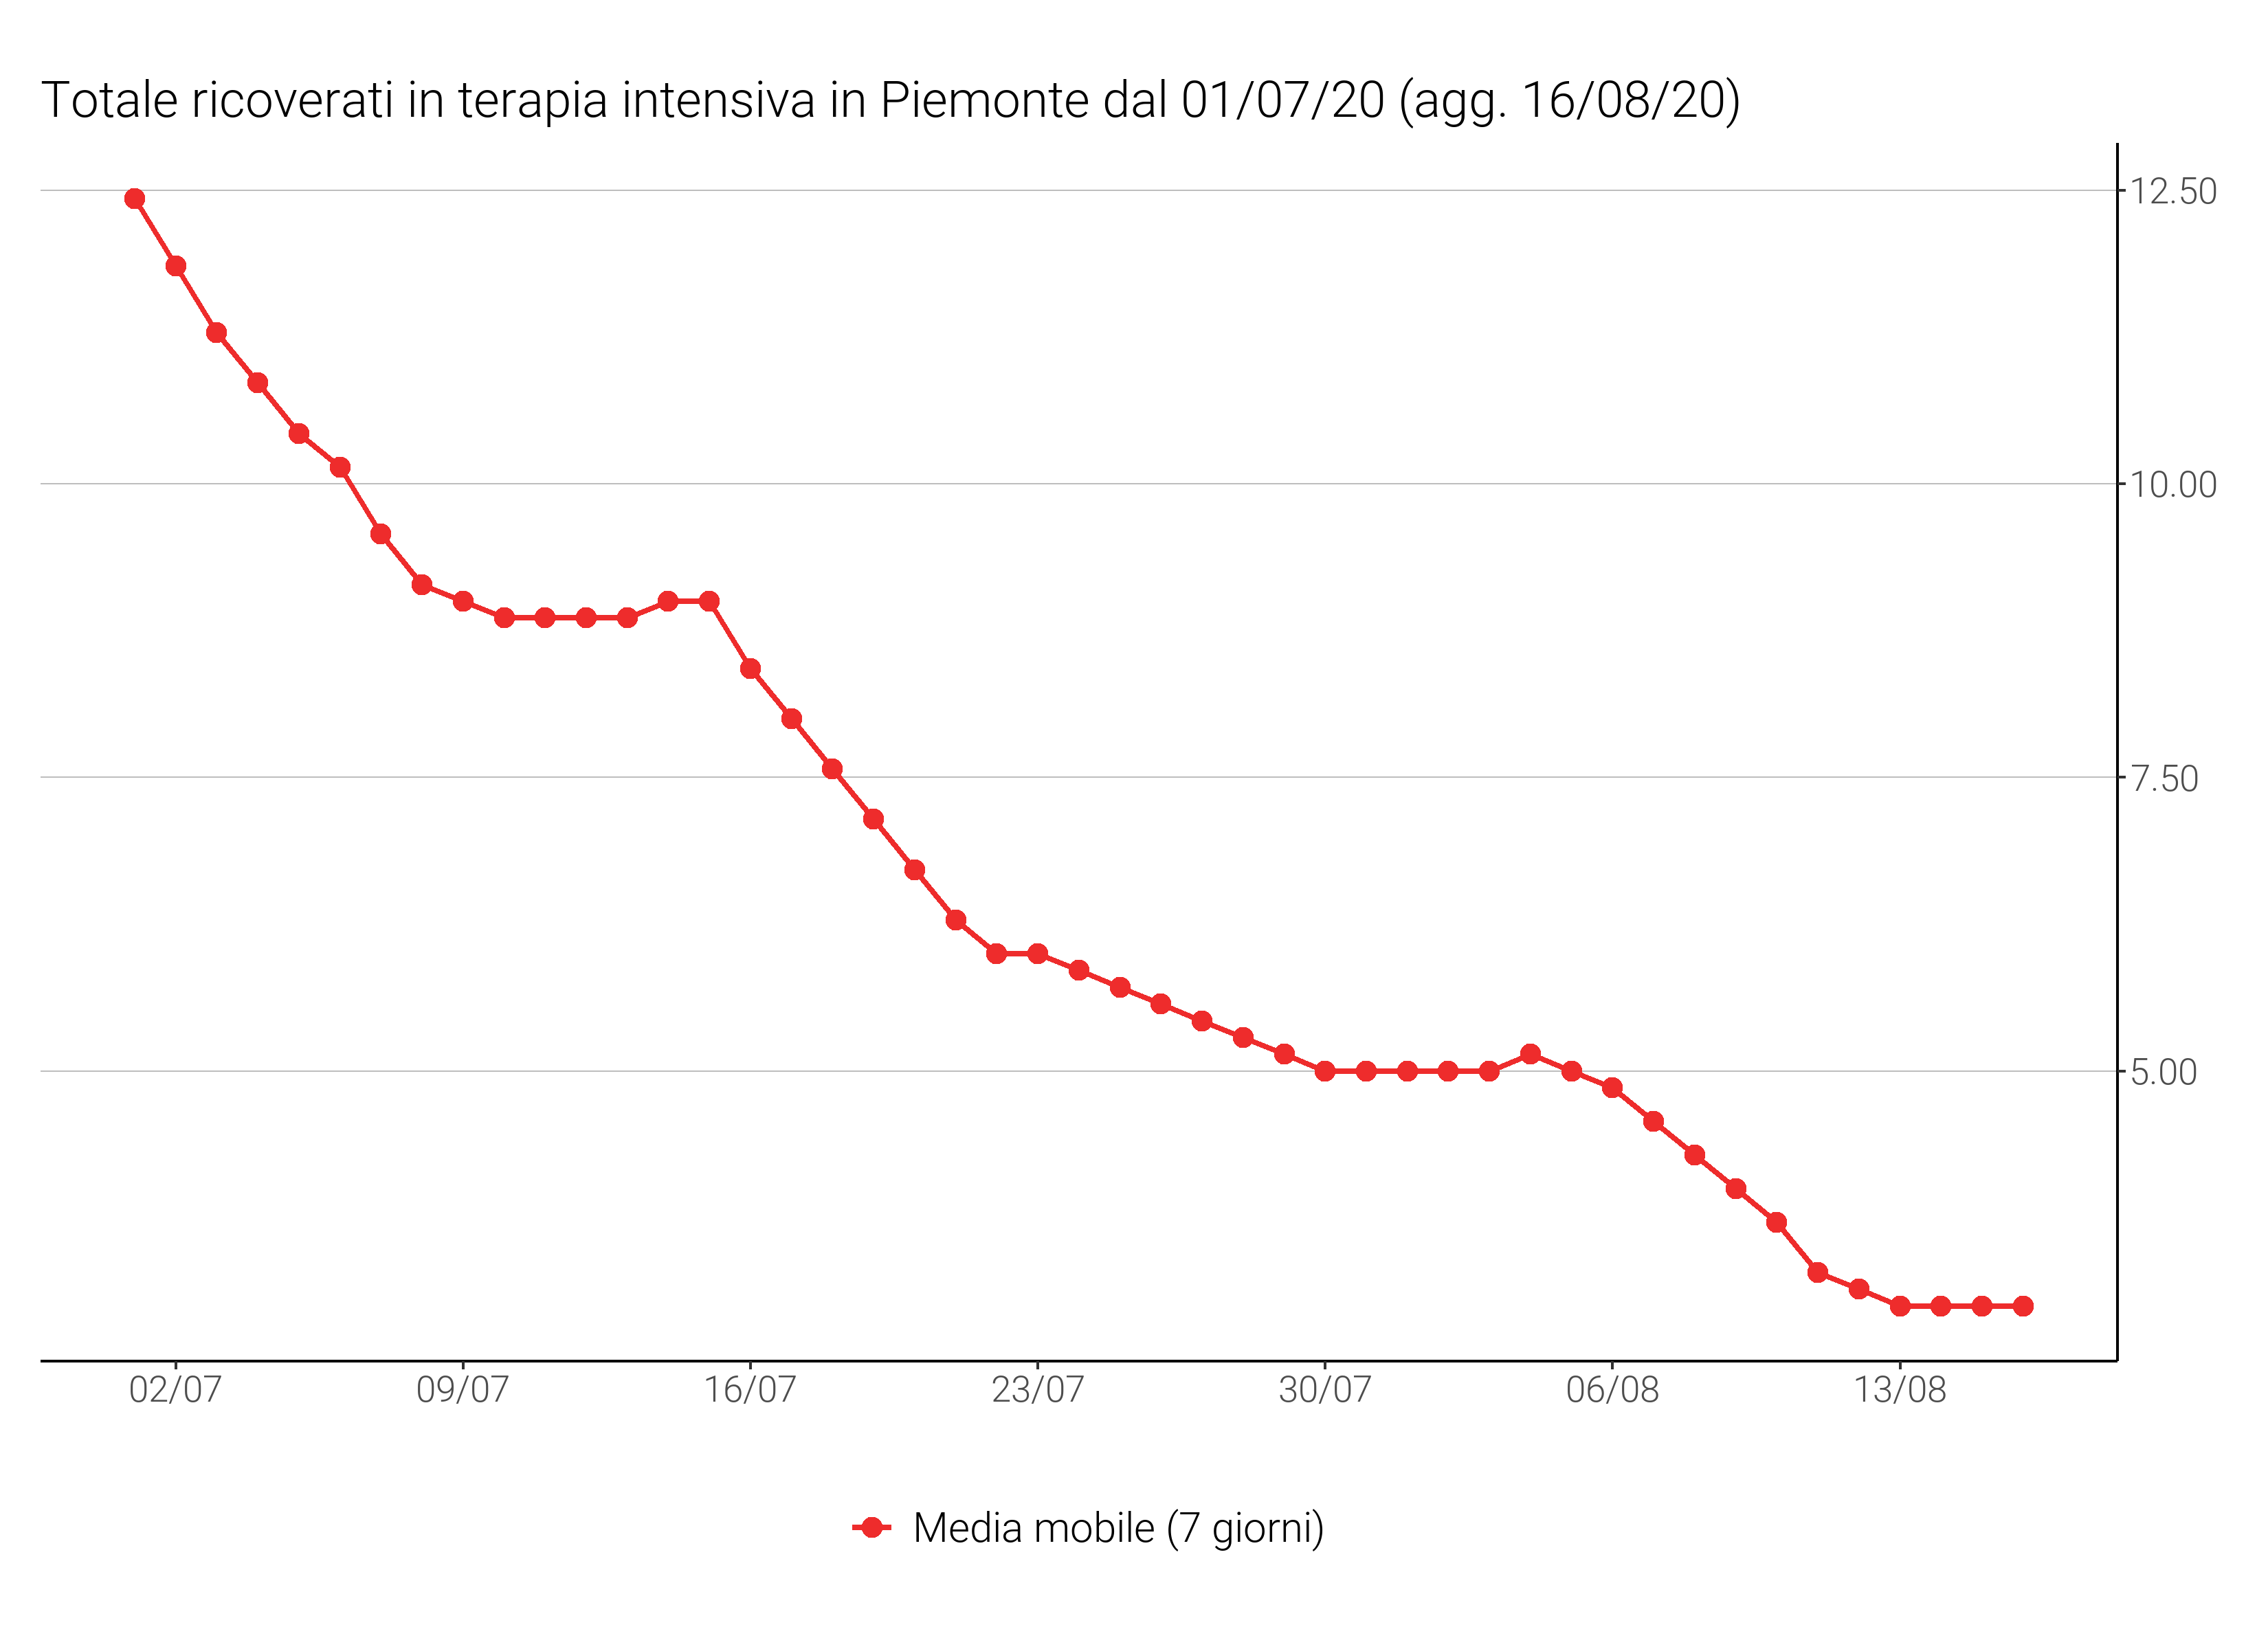 Totale ricoverati in terapia intensiva in Piemonte dal 01/07/20 (agg. 16/08/20)
12.50
10.00
7.50
5.00
02/07 09/07 16/07 23/07 30/07 06/08 13/08
Media mobile (7 giorni)